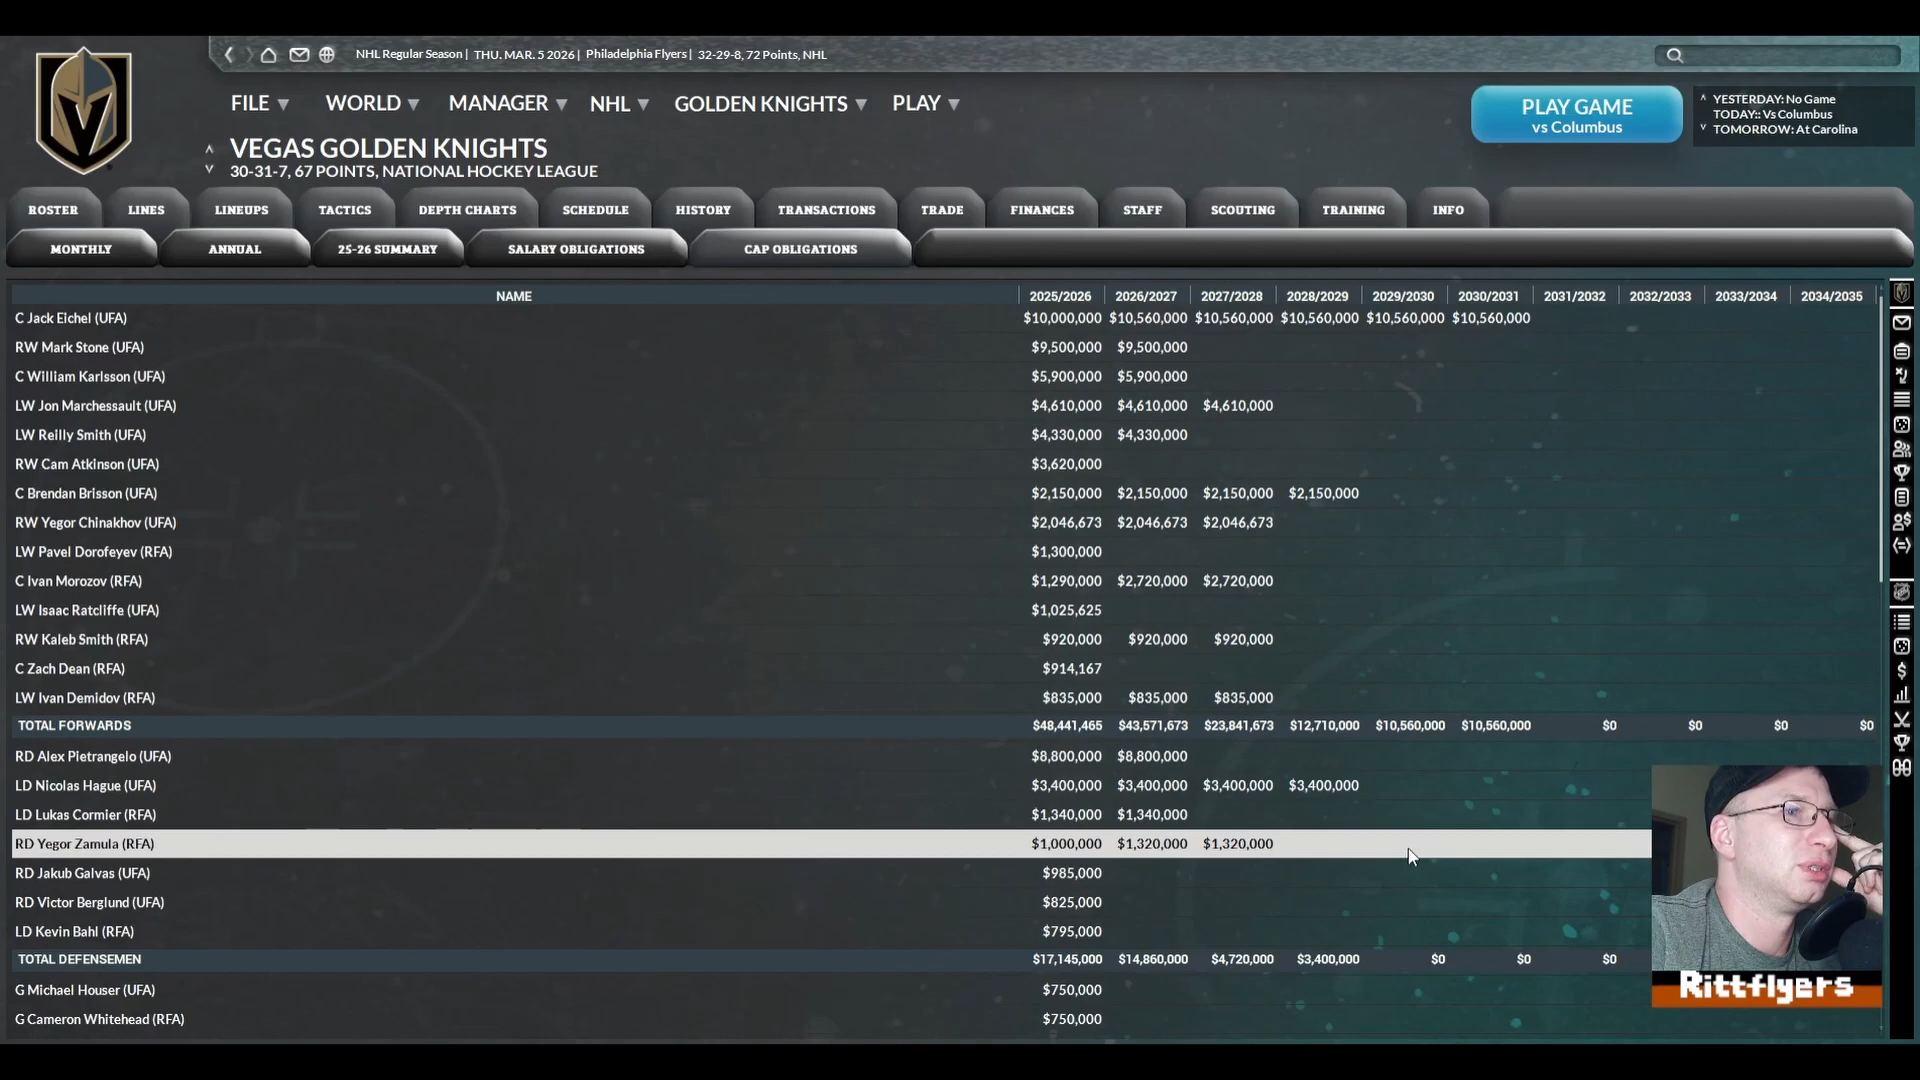 NHL Regular Season | THU. MAR. 5 2026 | Philadelphia Flyers | 32-29-8, 72 Points, NHL
FILE WORLD MANAGER NHL GOLDEN KNIGHTS PLAY
PLAY GAME
vs Columbus
YESTERDAY: No Game
TODAY:: Vs Columbus
TOMORROW: At Carolina
VEGAS GOLDEN KNIGHTS
30-31-7, 67 POINTS, NATIONAL HOCKEY LEAGUE
ROSTER LINES LINEUPS TACTICS DEPTH CHARTS SCHEDULE HISTORY TRANSACTIONS TRADE FINANCES STAFF SCOUTING TRAINING INFO
MONTHLY ANNUAL 25-26 SUMMARY SALARY OBLIGATIONS CAP OBLIGATIONS
NAME 2025/2026 2026/2027 2027/2028 2028/2029 2029/2030 2030/2031 2031/2032 2032/2033 2033/2034 2034/2035
C Jack Eichel (UFA) $10,000,000 $10,560,000 $10,560,000 $10,560,000 $10,560,000 $10,560,000
RW Mark Stone (UFA) $9,500,000 $9,500,000
C William Karlsson (UFA) $5,900,000 $5,900,000
LW Jon Marchessault (UFA) $4,610,000 $4,610,000 $4,610,000
LW Reilly Smith (UFA) $4,330,000 $4,330,000
RW Cam Atkinson (UFA) $3,620,000
C Brendan Brisson (UFA) $2,150,000 $2,150,000 $2,150,000 $2,150,000
RW Yegor Chinakhov (UFA) $2,046,673 $2,046,673 $2,046,673
LW Pavel Dorofeyev (RFA) $1,300,000
C Ivan Morozov (RFA) $1,290,000 $2,720,000 $2,720,000
LW Isaac Ratcliffe (UFA) $1,025,625
RW Kaleb Smith (RFA) $920,000 $920,000 $920,000
C Zach Dean (RFA) $914,167
LW Ivan Demidov (RFA) $835,000 $835,000 $835,000
TOTAL FORWARDS $48,441,465 $43,571,673 $23,841,673 $12,710,000 $10,560,000 $10,560,000 $0 $0 $0 $0
RD Alex Pietrangelo (UFA) $8,800,000 $8,800,000
LD Nicolas Hague (UFA) $3,400,000 $3,400,000 $3,400,000 $3,400,000
LD Lukas Cormier (RFA) $1,340,000 $1,340,000
RD Yegor Zamula (RFA) $1,000,000 $1,320,000 $1,320,000
RD Jakub Galvas (UFA) $985,000
RD Victor Berglund (UFA) $825,000
LD Kevin Bahl (RFA) $795,000
TOTAL DEFENSEMEN $17,145,000 $14,860,000 $4,720,000 $3,400,000 $0 $0 $0
G Michael Houser (UFA) $750,000
G Cameron Whitehead (RFA) $750,000
Rittflyers